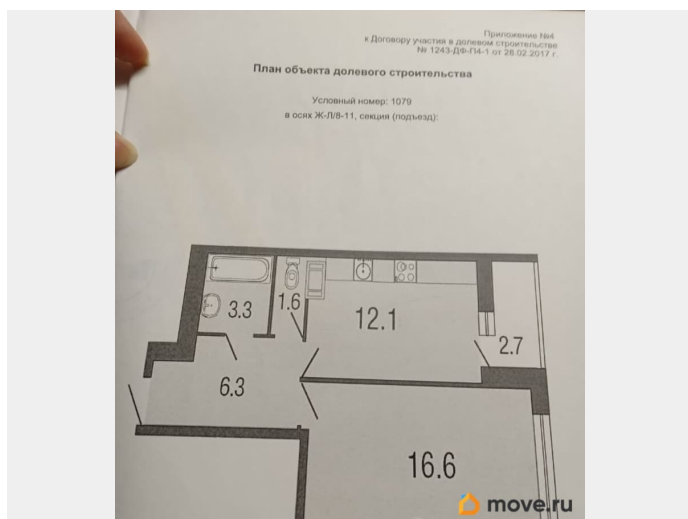 Приложение №4
к Договору участия в долевом строительстве
№ 1243-ДФ-П4-1 от 28.02.2017 г.
План объекта долевого строительства
Условный номер: 1079
в осях Ж-Л/8-11, секция (подъезд):
3.3
1.6
12.1
2.7
6.3
16.6
move.ru